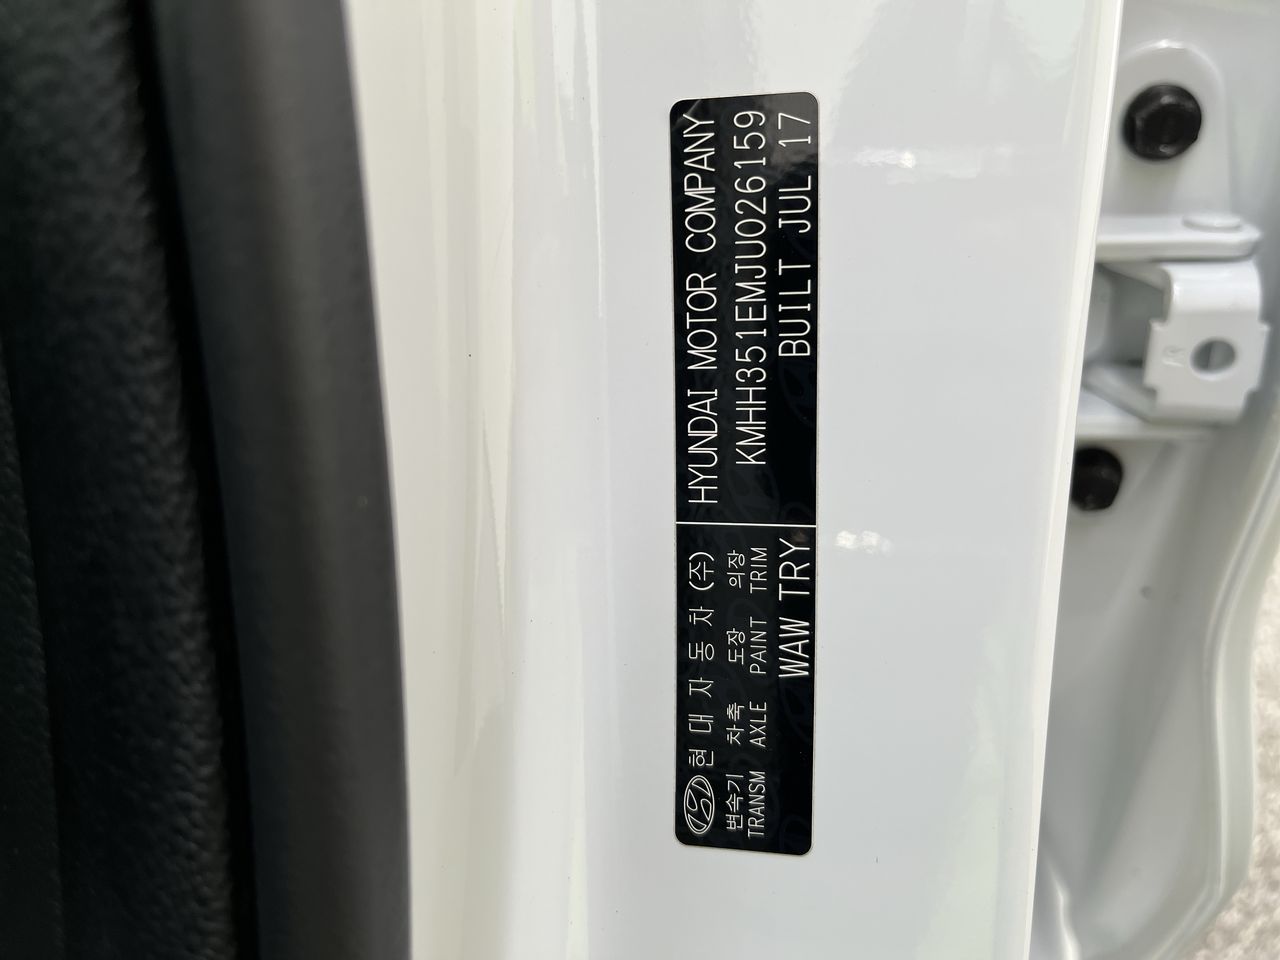 현대자동차(주) HYUNDAI MOTOR COMPANY
변속기 차축 도장 의장 KMHH351EMJU026159
TRANSM AXLE PAINT TRIM
WAW TRY BUILT JUL 17